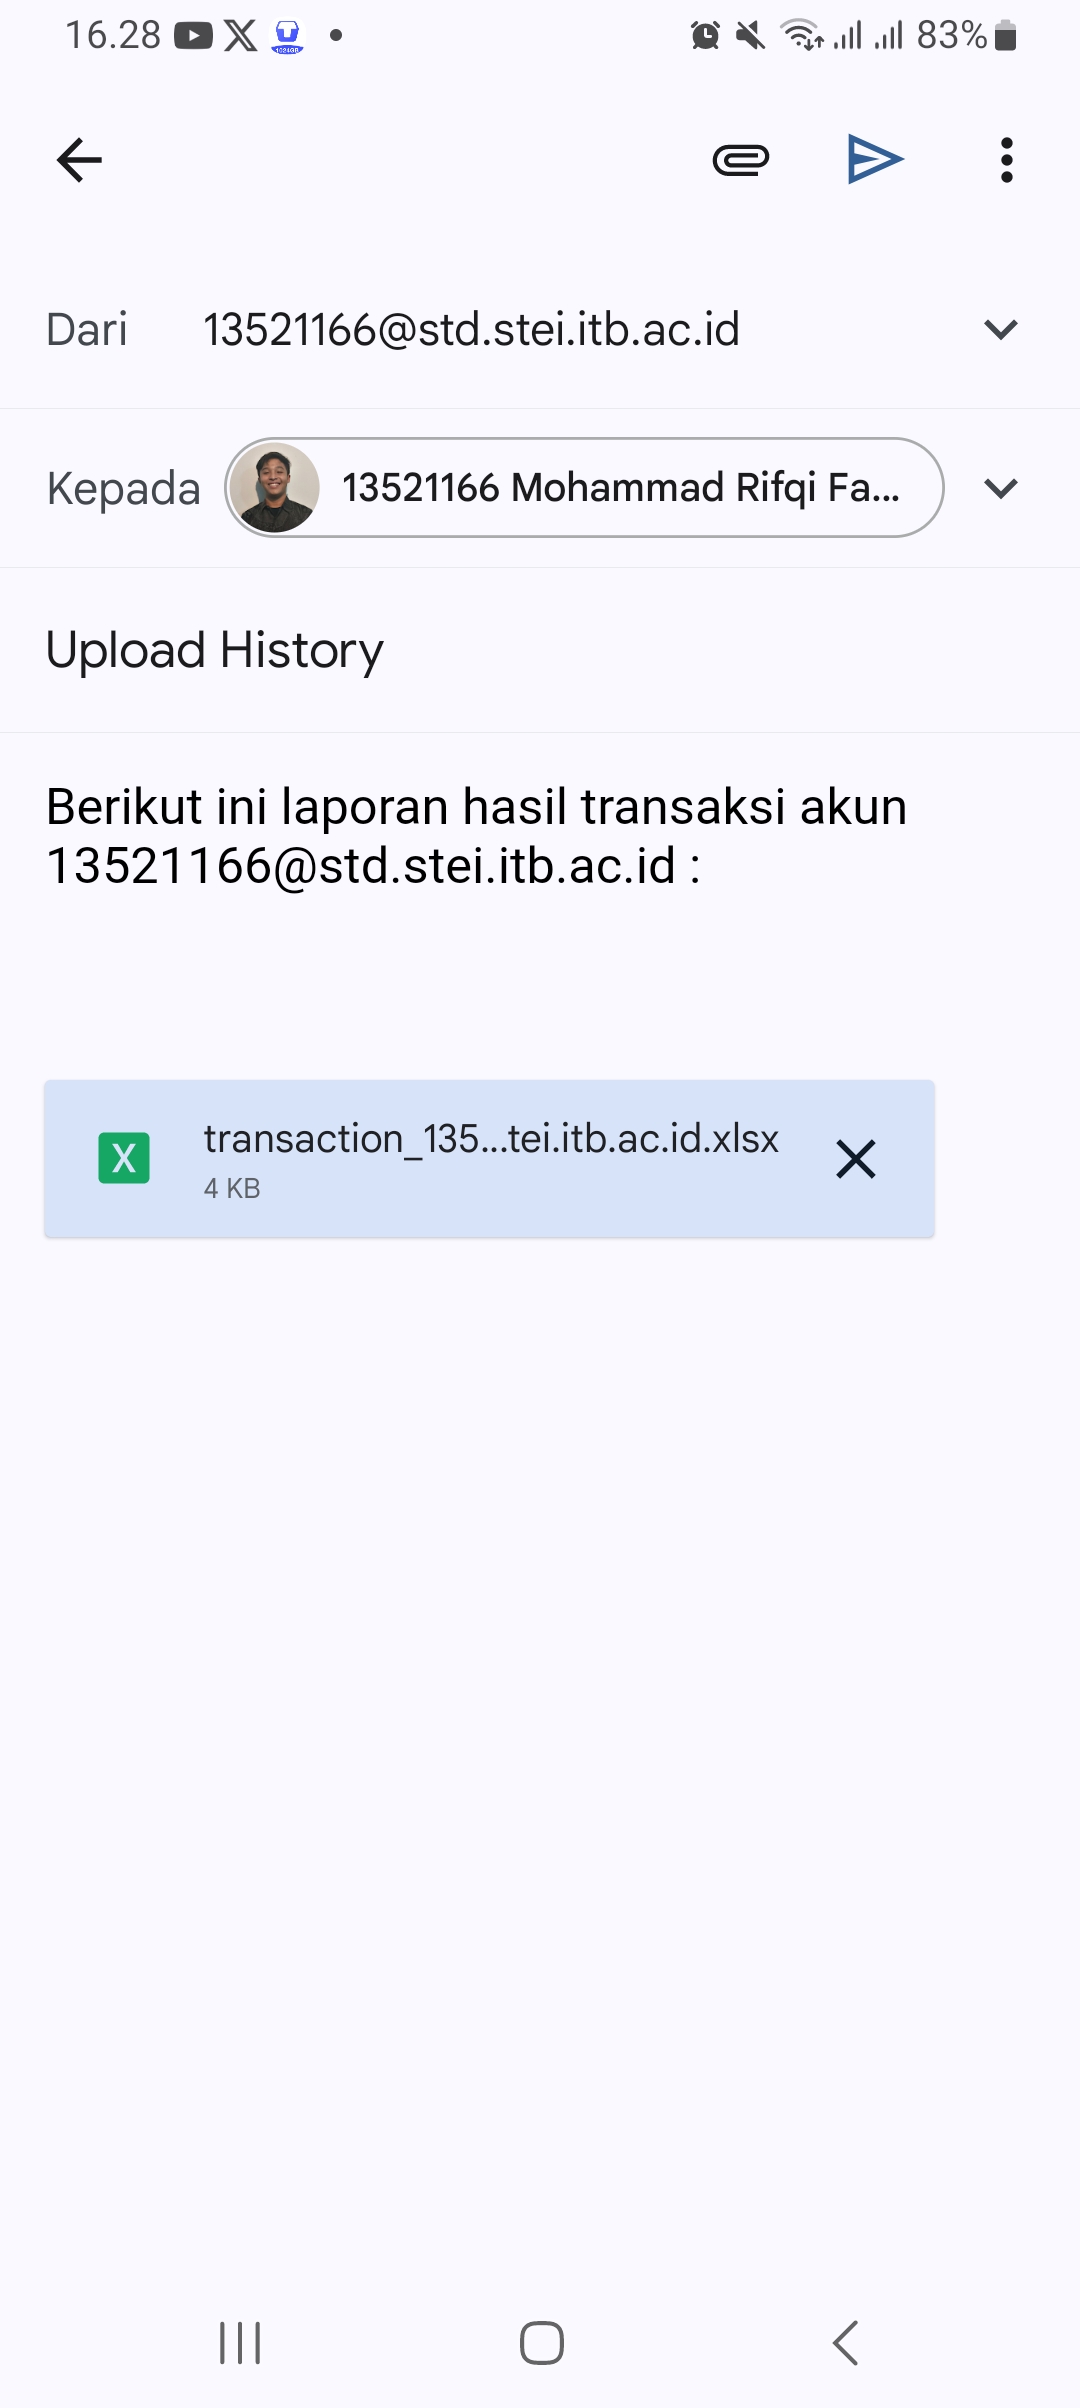 16.28 83%
Dari 13521166@std.stei.itb.ac.id
Kepada 13521166 Mohammad Rifqi Fa...
Upload History
Berikut ini laporan hasil transaksi akun
13521166@std.stei.itb.ac.id :
X transaction_135...tei.itb.ac.id.xlsx
4 KB